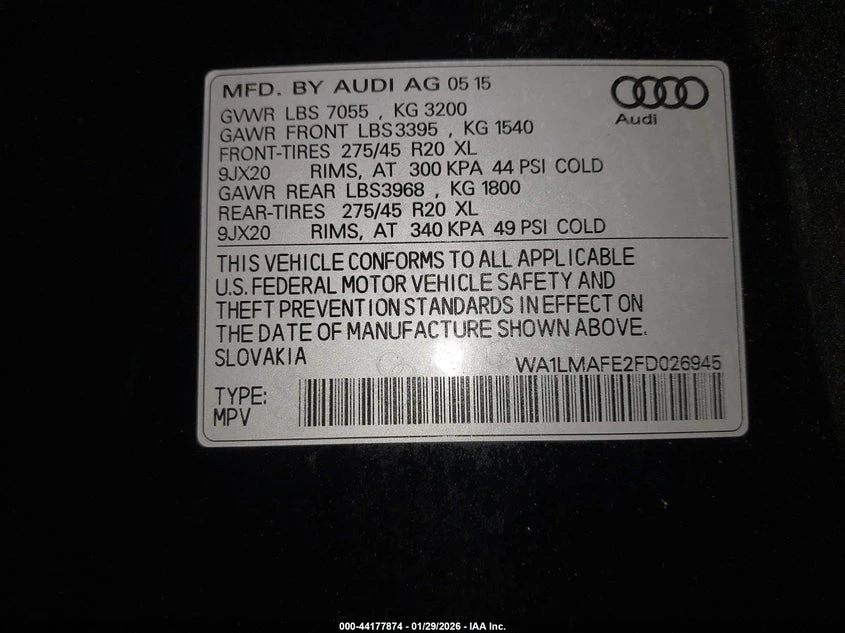 MFD. BY AUDI AG 05 15
Audi
GVWR LBS 7055 , KG 3200
GAWR FRONT LBS3395 , KG 1540
FRONT-TIRES 275/45 R20 XL
9JX20 RIMS, AT 300 KPA 44 PSI COLD
GAWR REAR LBS3968 , KG 1800
REAR-TIRES 275/45 R20 XL
9JX20 RIMS, AT 340 KPA 49 PSI COLD
THIS VEHICLE CONFORMS TO ALL APPLICABLE
U.S. FEDERAL MOTOR VEHICLE SAFETY AND
THEFT PREVENTION STANDARDS IN EFFECT ON
THE DATE OF MANUFACTURE SHOWN ABOVE.
SLOVAKIA
WA1LMAFE2FD026945
TYPE:
MPV
000-44177874 - 01/29/2026 - IAA Inc.